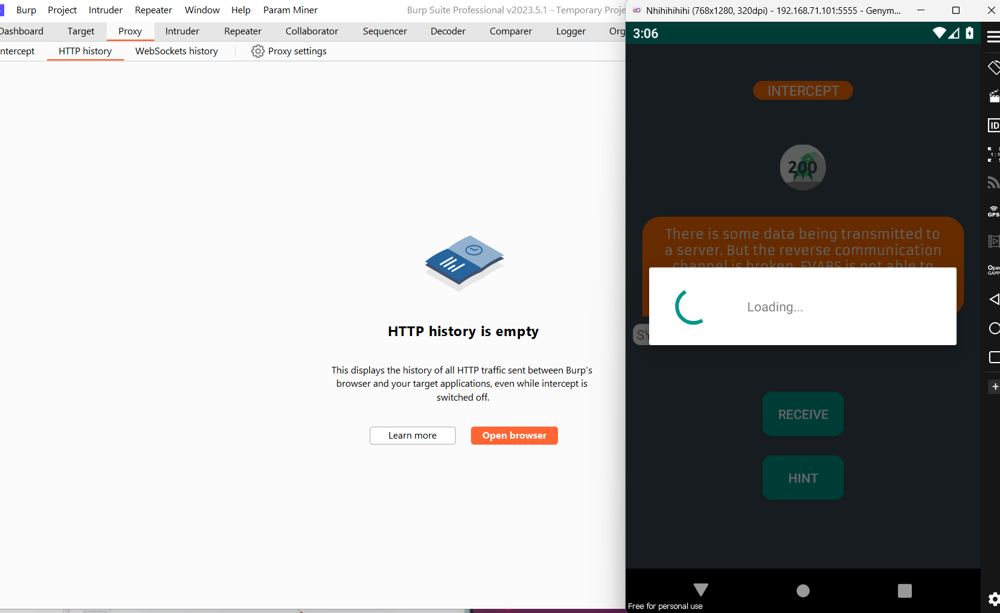 Burp Project Intruder Repeater Window Help Param Miner Burp Suite Professional v2023.5.1 - Temporary Proje
Dashboard Target Proxy Intruder Repeater Collaborator Sequencer Decoder Comparer Logger Org
ntercept HTTP history WebSockets history Proxy settings
HTTP history is empty
This displays the history of all HTTP traffic sent between Burp's
browser and your target applications, even while intercept is
switched off.
Learn more Open browser
Nhihihihihi (768x1280, 320dpi) - 192.168.71.101:5555 - Genym...
3:06
INTERCEPT
200
There is some data being transmitted to
a server. But the reverse communication
channel is broken. EVABS is not able to
Loading...
SY
RECEIVE
HINT
Free for personal use
ID
1:1
GPS
Open
GAPP